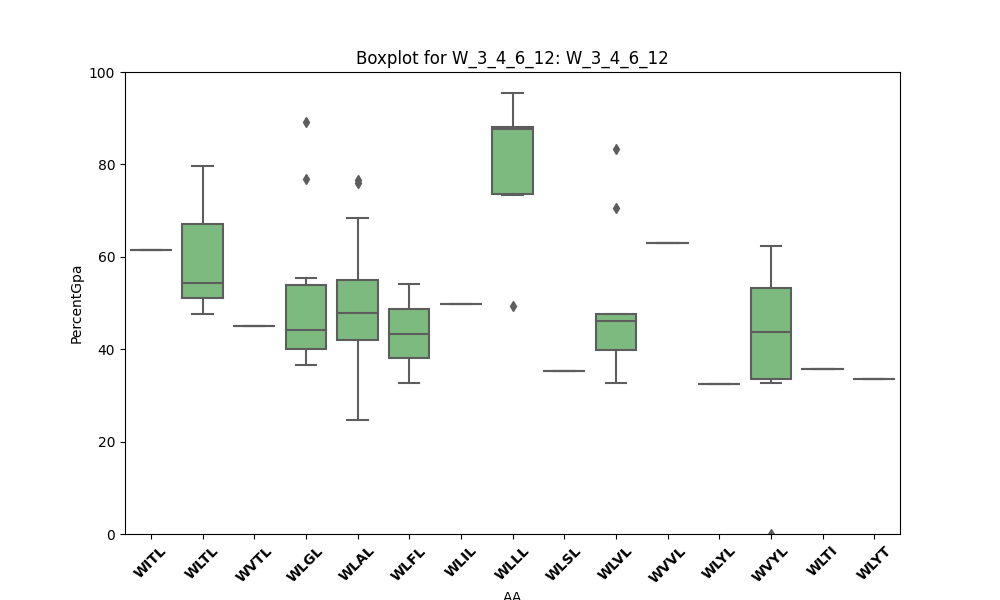 Boxplot for W_3_4_6_12: W_3_4_6_12
PercentGpa
100
80
60
40
20
0
WITL WLTL WVTL WLGL WLAL WLFL WLIL WLLL WLSL WLVL WVVL WLYL WVYL WLTI WLYT
AA